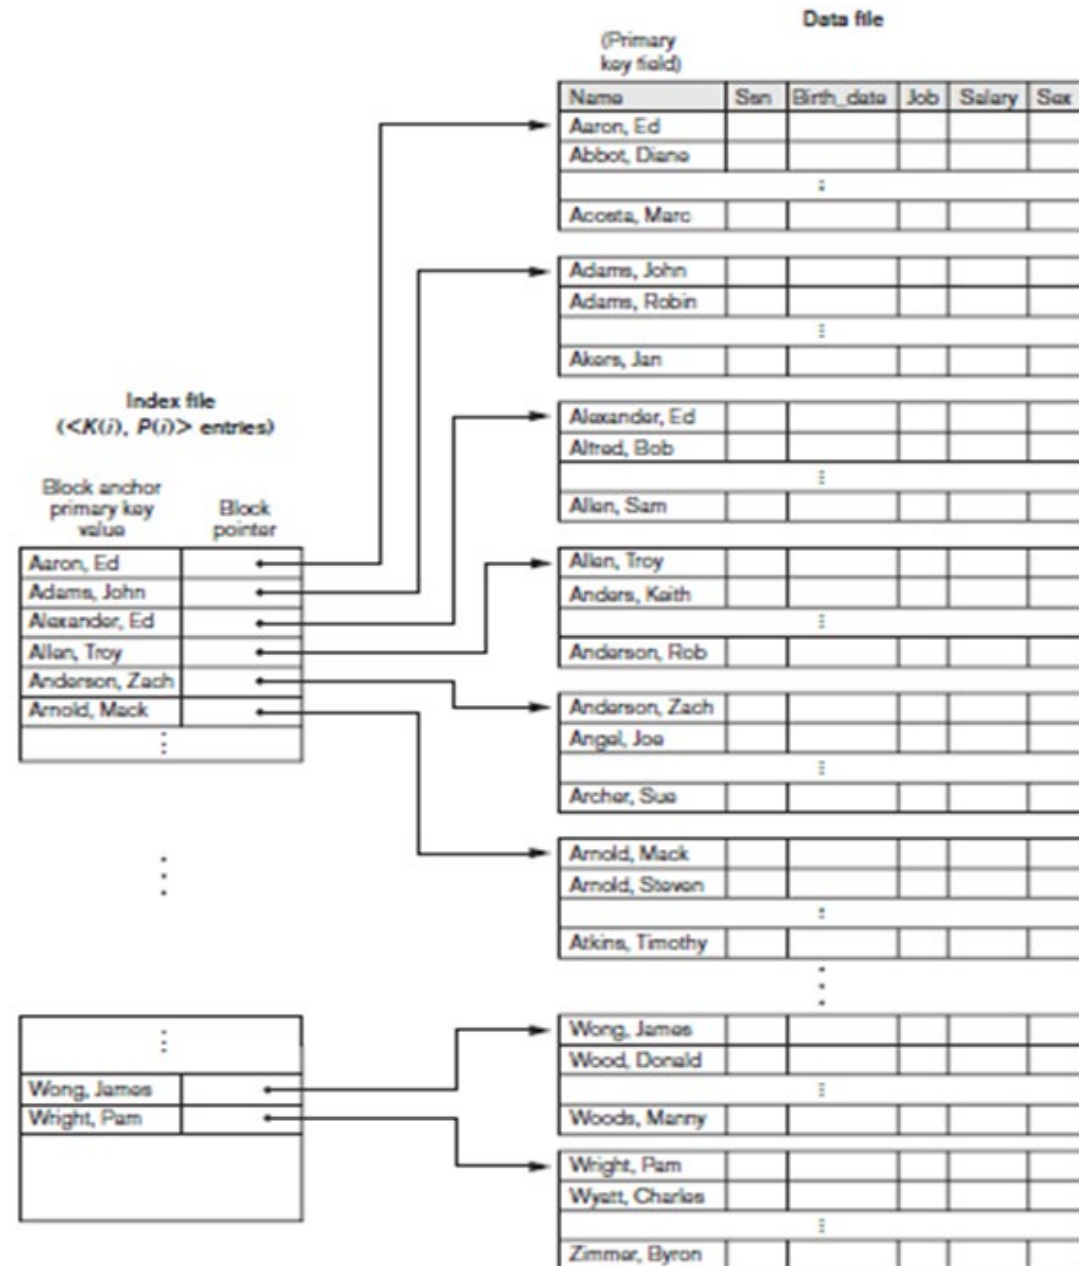 Data file
(Primary
key field)
Name Ssn Birth_date Job Salary Sex
Aaron, Ed
Abbot, Diane
Acosta, Marc
Adams, John
Adams, Robin
Akers, Jan
Alexander, Ed
Alfred, Bob
Allen, Sam
Allen, Troy
Anders, Keith
Anderson, Rob
Anderson, Zach
Angel, Joe
Archer, Sue
Arnold, Mack
Arnold, Steven
Atkins, Timothy
Wong, James
Wood, Donald
Woods, Manny
Wright, Pam
Wyatt, Charles
Zimmer, Byron
Index file
(<K(i), P(i)> entries)
Block anchor
primary key
value
Block
pointer
Aaron, Ed
Adams, John
Alexander, Ed
Allen, Troy
Anderson, Zach
Arnold, Mack
Wong, James
Wright, Pam